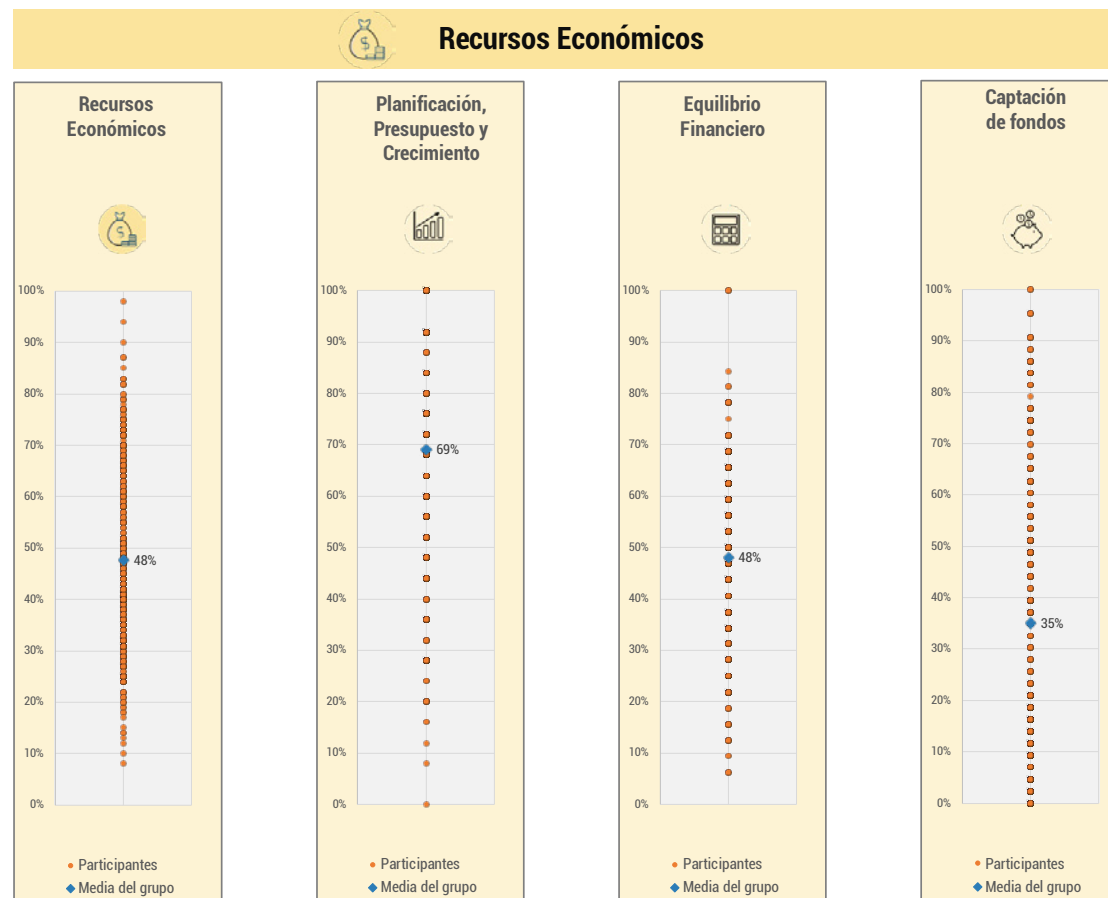 Recursos Económicos
Recursos
Económicos
100%
90%
80%
70%
60%
50%
40%
30%
20%
10%
0%
48%
Participantes
Media del grupo
Planificación,
Presupuesto y
Crecimiento
100%
90%
80%
70%
60%
50%
40%
30%
20%
10%
0%
69%
Participantes
Media del grupo
Equilibrio
Financiero
100%
90%
80%
70%
60%
50%
40%
30%
20%
10%
0%
48%
Participantes
Media del grupo
Captación
de fondos
100%
90%
80%
70%
60%
50%
40%
30%
20%
10%
0%
35%
Participantes
Media del grupo